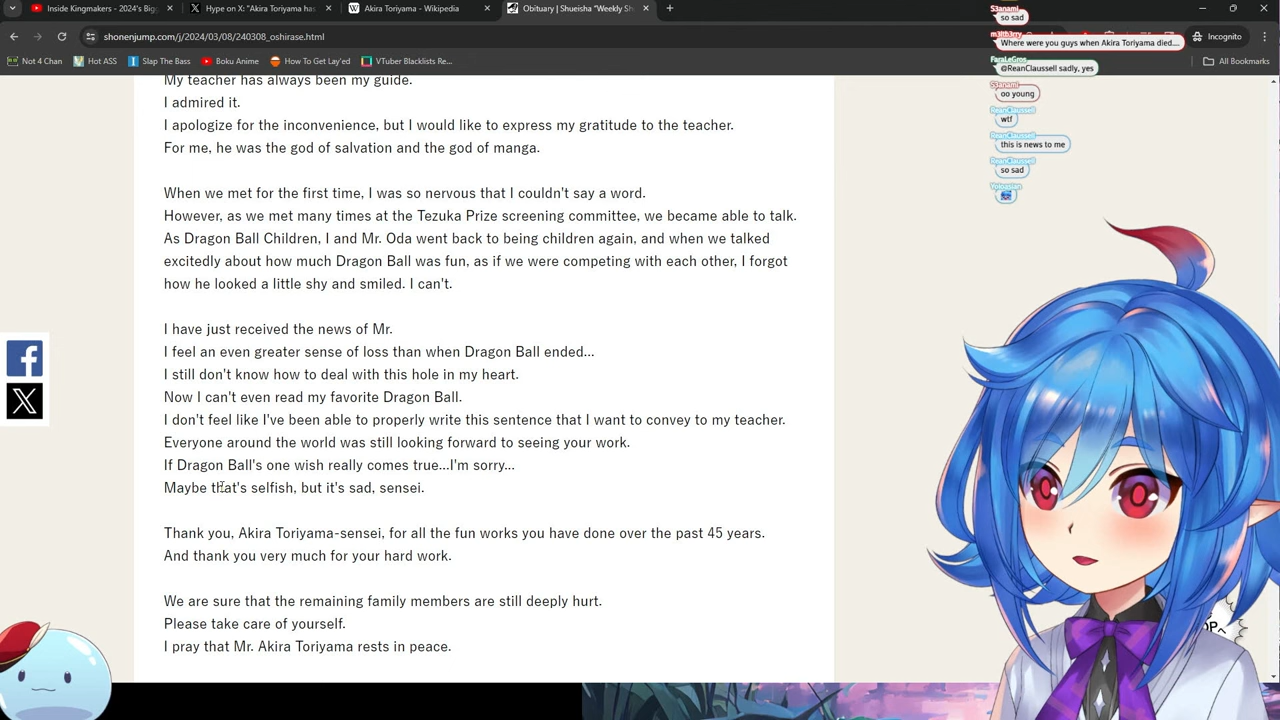 Inside Kingmakers - 2024's Big
Hype on X: "Akira Toriyama has
Akira Toriyama - Wikipedia
Obituary | Shueisha "Weekly Sh
shonenjump.com/j/2024/03/08/240308_oshirase.html
Incognito
Not 4 Chan
Hot ASS
Slap The Bass
Boku Anime
How To Get Layered
VTuber Blacklists Re...
All Bookmarks
My teacher has always been my goal.
I admired it.
I apologize for the inconvenience, but I would like to express my gratitude to the teacher.
For me, he was the god of salvation and the god of manga.
When we met for the first time, I was so nervous that I couldn't say a word.
However, as we met many times at the Tezuka Prize screening committee, we became able to talk.
As Dragon Ball Children, I and Mr. Oda went back to being children again, and when we talked
excitedly about how much Dragon Ball was fun, as if we were competing with each other, I forgot
how he looked a little shy and smiled. I can't.
I have just received the news of Mr.
I feel an even greater sense of loss than when Dragon Ball ended...
I still don't know how to deal with this hole in my heart.
Now I can't even read my favorite Dragon Ball.
I don't feel like I've been able to properly write this sentence that I want to convey to my teacher.
Everyone around the world was still looking forward to seeing your work.
If Dragon Ball's one wish really comes true...I'm sorry...
Maybe that's selfish, but it's sad, sensei.
Thank you, Akira Toriyama-sensei, for all the fun works you have done over the past 45 years.
And thank you very much for your hard work.
We are sure that the remaining family members are still deeply hurt.
Please take care of yourself.
I pray that Mr. Akira Toriyama rests in peace.
S3anami
so sad
m3ltb3rry
Where were you guys when Akira Toriyama died....
FaraLeGros
@ReanClaussell sadly, yes
S3anami
oo young
ReanClaussell
wtf
ReanClaussell
this is news to me
ReanClaussell
so sad
Yoloasian